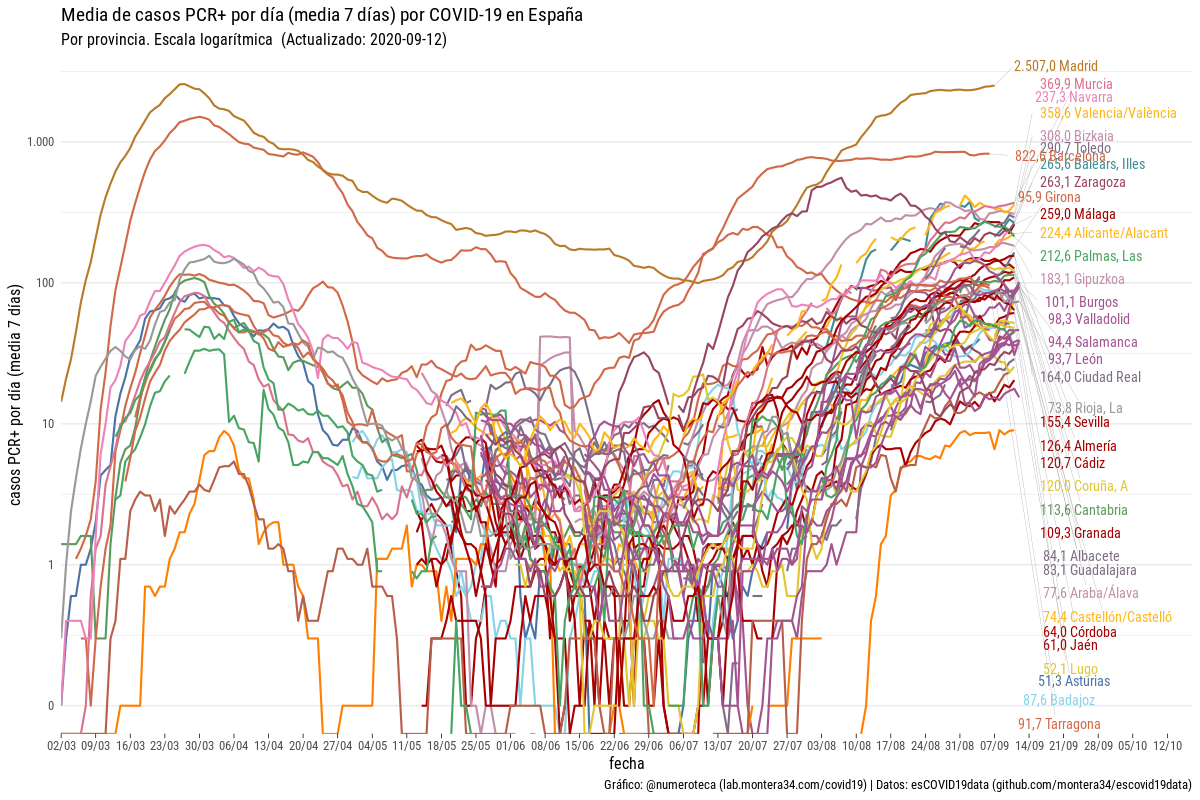 Media de casos PCR+ por día (media 7 días) por COVID-19 en España
Por provincia. Escala logarítmica (Actualizado: 2020-09-12)
casos PCR+ por día (media 7 días)
1.000
100
10
1
0
2.507,0 Madrid
369,9 Murcia
237,3 Navarra
358,6 Valencia/València
308,0 Bizkaia
290,7 Toledo
822,6 Barcelona
265,6 Balears, Illes
263,1 Zaragoza
95,9 Girona
259,0 Málaga
224,4 Alicante/Alacant
212,6 Palmas, Las
183,1 Gipuzkoa
101,1 Burgos
98,3 Valladolid
94,4 Salamanca
93,7 León
164,0 Ciudad Real
73,8 Rioja, La
155,4 Sevilla
126,4 Almería
120,7 Cádiz
120,0 Coruña, A
113,6 Cantabria
109,3 Granada
84,1 Albacete
83,1 Guadalajara
77,6 Araba/Álava
74,4 Castellón/Castelló
64,0 Córdoba
61,0 Jaén
52,1 Lugo
51,3 Asturias
87,6 Badajoz
91,7 Tarragona
02/03 09/03 16/03 23/03 30/03 06/04 13/04 20/04 27/04 04/05 11/05 18/05 25/05 01/06 08/06 15/06 22/06 29/06 06/07 13/07 20/07 27/07 03/08 10/08 17/08 24/08 31/08 07/09 14/09 21/09 28/09 05/10 12/10
fecha
Gráfico: @numeroteca (lab.montera34.com/covid19) | Datos: esCOVID19data (github.com/montera34/escovid19data)